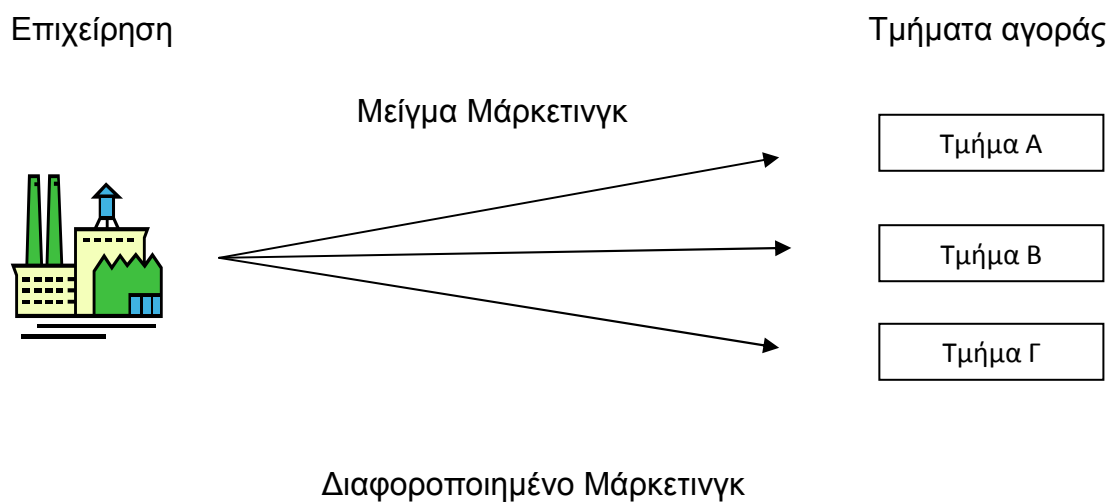 Επιχείρηση
Τμήματα αγοράς
Μείγμα Μάρκετινγκ
Τμήμα Α
Τμήμα Β
Τμήμα Γ
Διαφοροποιημένο Μάρκετινγκ